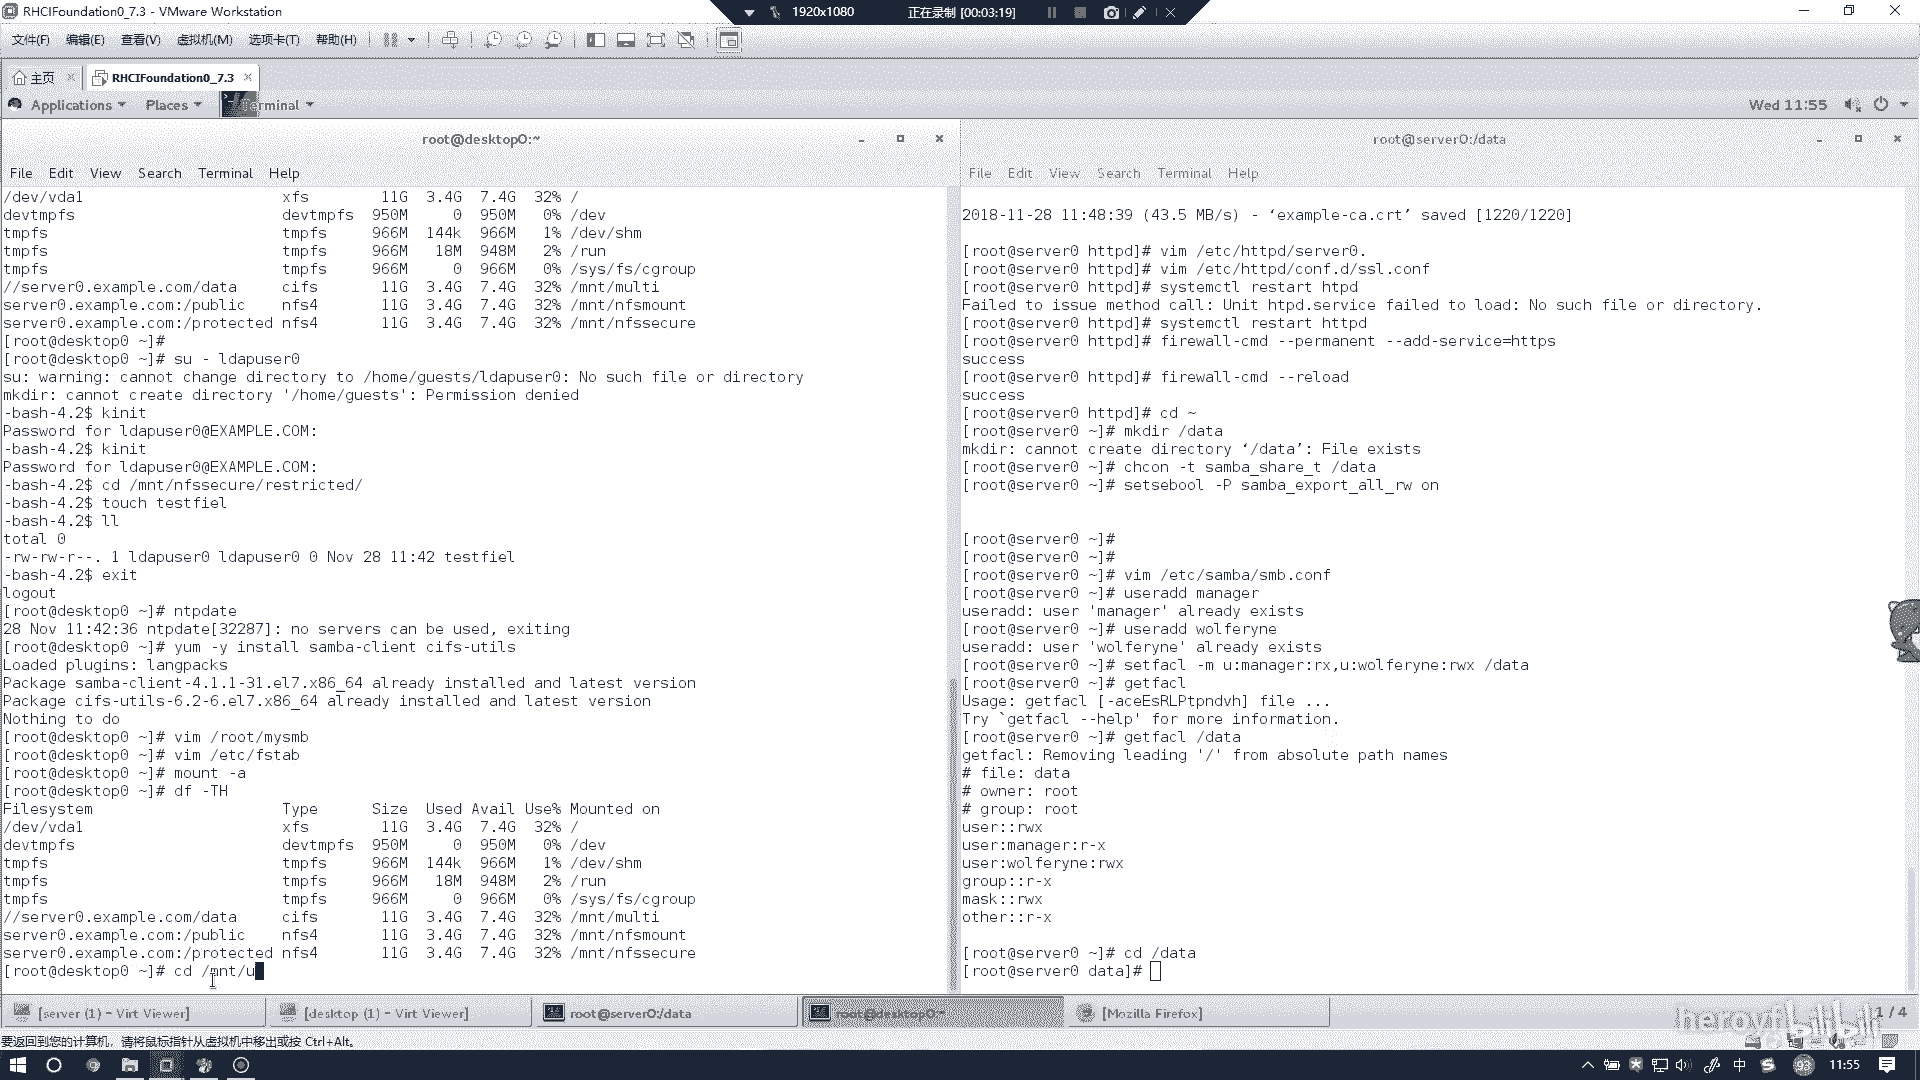 RHCIFoundation0_7.3 - VMware Workstation
1920x1080 正在录制 [00:03:19]
文件(F) 编辑(E) 查看(V) 虚拟机(M) 选项卡(T) 帮助(H)
主页 × RHCIFoundation0_7.3 ×
Applications Places Terminal Wed 11:55
root@desktop0:~
File Edit View Search Terminal Help
/dev/vda1 xfs 11G 3.4G 7.4G 32% /
devtmpfs devtmpfs 950M 0 950M 0% /dev
tmpfs tmpfs 966M 144k 966M 1% /dev/shm
tmpfs tmpfs 966M 18M 948M 2% /run
tmpfs tmpfs 966M 0 966M 0% /sys/fs/cgroup
//server0.example.com/data cifs 11G 3.4G 7.4G 32% /mnt/multi
server0.example.com:/public nfs4 11G 3.4G 7.4G 32% /mnt/nfsmount
server0.example.com:/protected nfs4 11G 3.4G 7.4G 32% /mnt/nfssecure
[root@desktop0 ~]#
[root@desktop0 ~]# su - ldapuser0
su: warning: cannot change directory to /home/guests/ldapuser0: No such file or directory
mkdir: cannot create directory '/home/guests': Permission denied
-bash-4.2$ kinit
Password for ldapuser0@EXAMPLE.COM:
-bash-4.2$ kinit
Password for ldapuser0@EXAMPLE.COM:
-bash-4.2$ cd /mnt/nfssecure/restricted/
-bash-4.2$ touch testfiel
-bash-4.2$ ll
total 0
-rw-rw-r--. 1 ldapuser0 ldapuser0 0 Nov 28 11:42 testfiel
-bash-4.2$ exit
logout
[root@desktop0 ~]# ntpdate
28 Nov 11:42:36 ntpdate[32287]: no servers can be used, exiting
[root@desktop0 ~]# yum -y install samba-client cifs-utils
Loaded plugins: langpacks
Package samba-client-4.1.1-31.el7.x86_64 already installed and latest version
Package cifs-utils-6.2-6.el7.x86_64 already installed and latest version
Nothing to do
[root@desktop0 ~]# vim /root/mysmb
[root@desktop0 ~]# vim /etc/fstab
[root@desktop0 ~]# mount -a
[root@desktop0 ~]# df -TH
Filesystem Type Size Used Avail Use% Mounted on
/dev/vda1 xfs 11G 3.4G 7.4G 32% /
devtmpfs devtmpfs 950M 0 950M 0% /dev
tmpfs tmpfs 966M 144k 966M 1% /dev/shm
tmpfs tmpfs 966M 18M 948M 2% /run
tmpfs tmpfs 966M 0 966M 0% /sys/fs/cgroup
//server0.example.com/data cifs 11G 3.4G 7.4G 32% /mnt/multi
server0.example.com:/public nfs4 11G 3.4G 7.4G 32% /mnt/nfsmount
server0.example.com:/protected nfs4 11G 3.4G 7.4G 32% /mnt/nfssecure
[root@desktop0 ~]# cd /mnt/u
root@server0:/data
File Edit View Search Terminal Help
2018-11-28 11:48:39 (43.5 MB/s) - ‘example-ca.crt’ saved [1220/1220]
[root@server0 httpd]# vim /etc/httpd/server0.
[root@server0 httpd]# vim /etc/httpd/conf.d/ssl.conf
[root@server0 httpd]# systemctl restart htpd
Failed to issue method call: Unit htpd.service failed to load: No such file or directory.
[root@server0 httpd]# systemctl restart httpd
[root@server0 httpd]# firewall-cmd --permanent --add-service=https
success
[root@server0 httpd]# firewall-cmd --reload
success
[root@server0 httpd]# cd ~
[root@server0 ~]# mkdir /data
mkdir: cannot create directory ‘/data’: File exists
[root@server0 ~]# chcon -t samba_share_t /data
[root@server0 ~]# setsebool -P samba_export_all_rw on
[root@server0 ~]#
[root@server0 ~]#
[root@server0 ~]# vim /etc/samba/smb.conf
[root@server0 ~]# useradd manager
useradd: user 'manager' already exists
[root@server0 ~]# useradd wolferyne
useradd: user 'wolferyne' already exists
[root@server0 ~]# setfacl -m u:manager:rx,u:wolferyne:rwx /data
[root@server0 ~]# getfacl
Usage: getfacl [-aceEsRLPtpndvh] file ...
Try `getfacl --help' for more information.
[root@server0 ~]# getfacl /data
getfacl: Removing leading '/' from absolute path names
# file: data
# owner: root
# group: root
user::rwx
user:manager:r-x
user:wolferyne:rwx
group::r-x
mask::rwx
other::r-x
[root@server0 ~]# cd /data
[root@server0 data]#
[server (1) - Virt Viewer] [desktop (1) - Virt Viewer] root@server0:/data root@desktop0:~ [Mozilla Firefox] 1 / 4
bilibili
要返回到您的计算机，请将鼠标指针从虚拟机中移出或按 Ctrl+Alt。
中 93 11:55